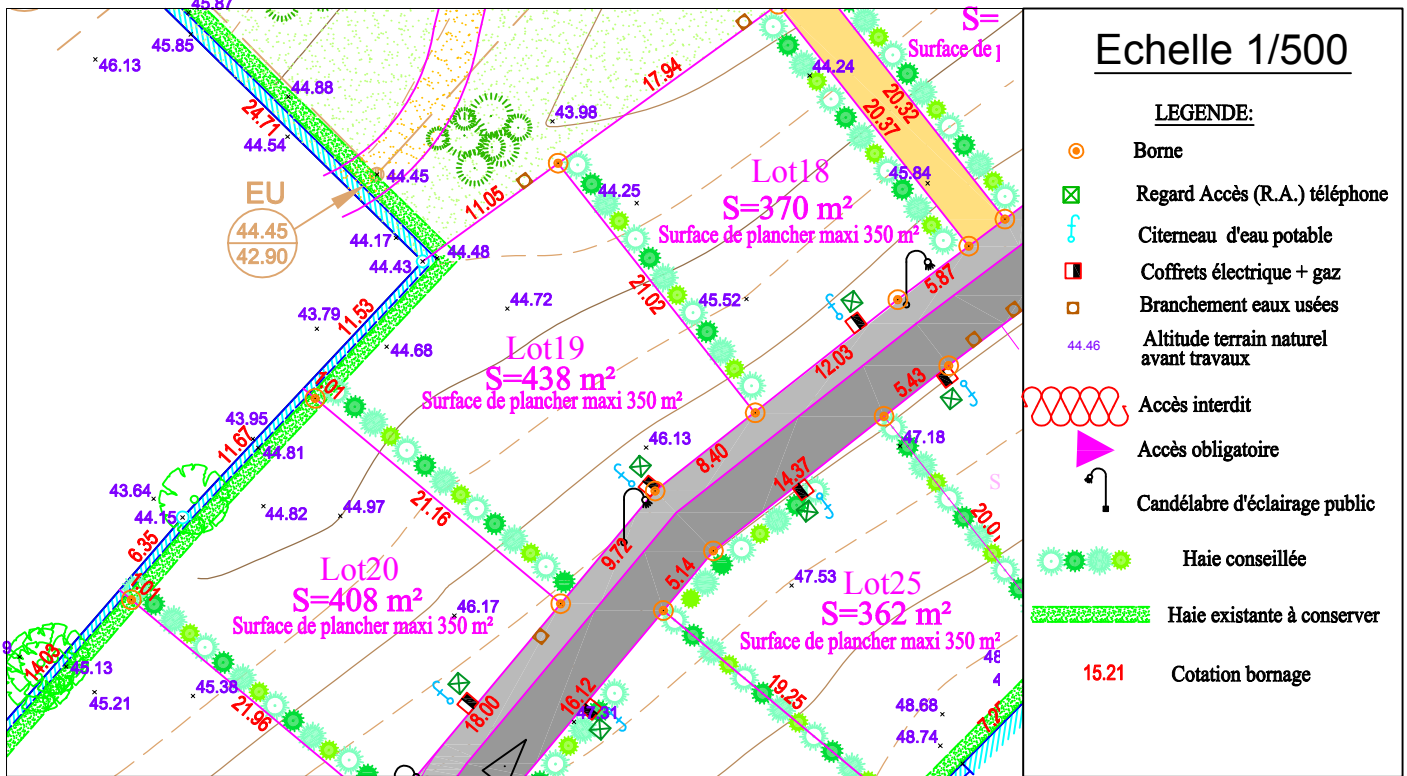 45.87
S=
Surface de
45.85
46.13
44.88
24.71
44.54
17.94
43.98
44.24
20.32
20.37
44.45
EU
44.45
42.90
11.05
44.25
Lot18
S=370 m²
Surface de plancher maxi 350 m²
45.84
44.17
44.43
44.48
21.02
45.52
5.87
43.79
11.53
44.72
44.68
Lot19
S=438 m²
Surface de plancher maxi 350 m²
12.03
5.43
1.01
43.95
11.67
44.81
46.13
8.40
47.18
14.37
43.64
44.15
44.82
44.97
21.16
S
6.35
1.01
9.72
5.14
Lot20
S=408 m²
Surface de plancher maxi 350 m²
46.17
47.53
Lot25
S=362 m²
Surface de plancher maxi 350 m²
9
14.03
45.13
45.21
45.38
21.96
18.00
16.12
19.25
48.68
48.74
Echelle 1/500
LEGENDE:
Borne
Regard Accès (R.A.) téléphone
Citerneau d'eau potable
Coffrets électrique + gaz
Branchement eaux usées
44.46 Altitude terrain naturel
avant travaux
Accès interdit
Accès obligatoire
Candélabre d'éclairage public
Haie conseillée
Haie existante à conserver
15.21 Cotation bornage